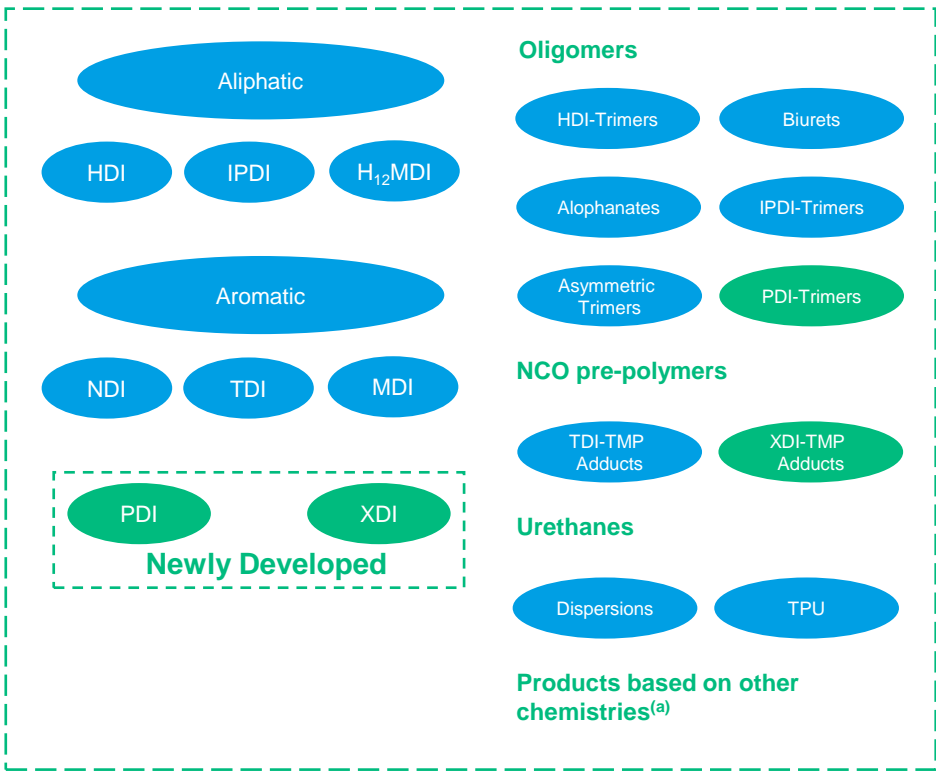 Aliphatic
HDI
IPDI
H₁₂MDI
Aromatic
NDI
TDI
MDI
PDI
XDI
Newly Developed
Oligomers
HDI-Trimers
Biurets
Alophanates
IPDI-Trimers
Asymmetric
Trimers
PDI-Trimers
NCO pre-polymers
TDI-TMP
Adducts
XDI-TMP
Adducts
Urethanes
Dispersions
TPU
Products based on other
chemistries⁽ᵃ⁾